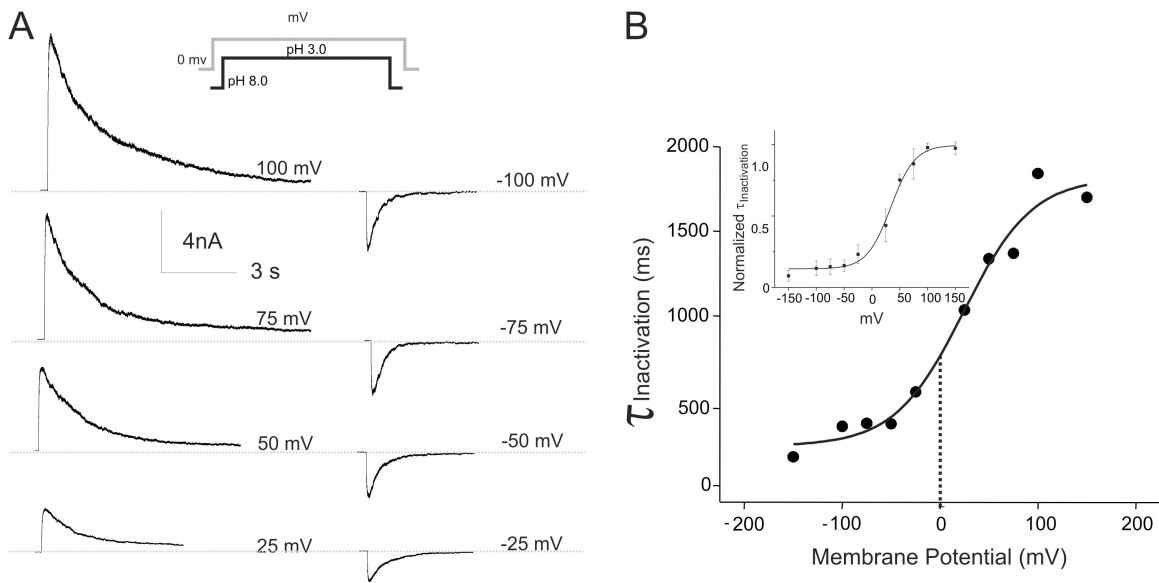 A
mV
0 mv
pH 3.0
pH 8.0
100 mV
-100 mV
4nA
3 s
75 mV
-75 mV
50 mV
-50 mV
25 mV
-25 mV
B
τ Inactivation (ms)
2000
1500
1000
500
0
-200
-100
0
100
200
Membrane Potential (mV)
Normalized τInactivation
1.0
0.5
0
-150
-100
-50
0
50
100
150
mV